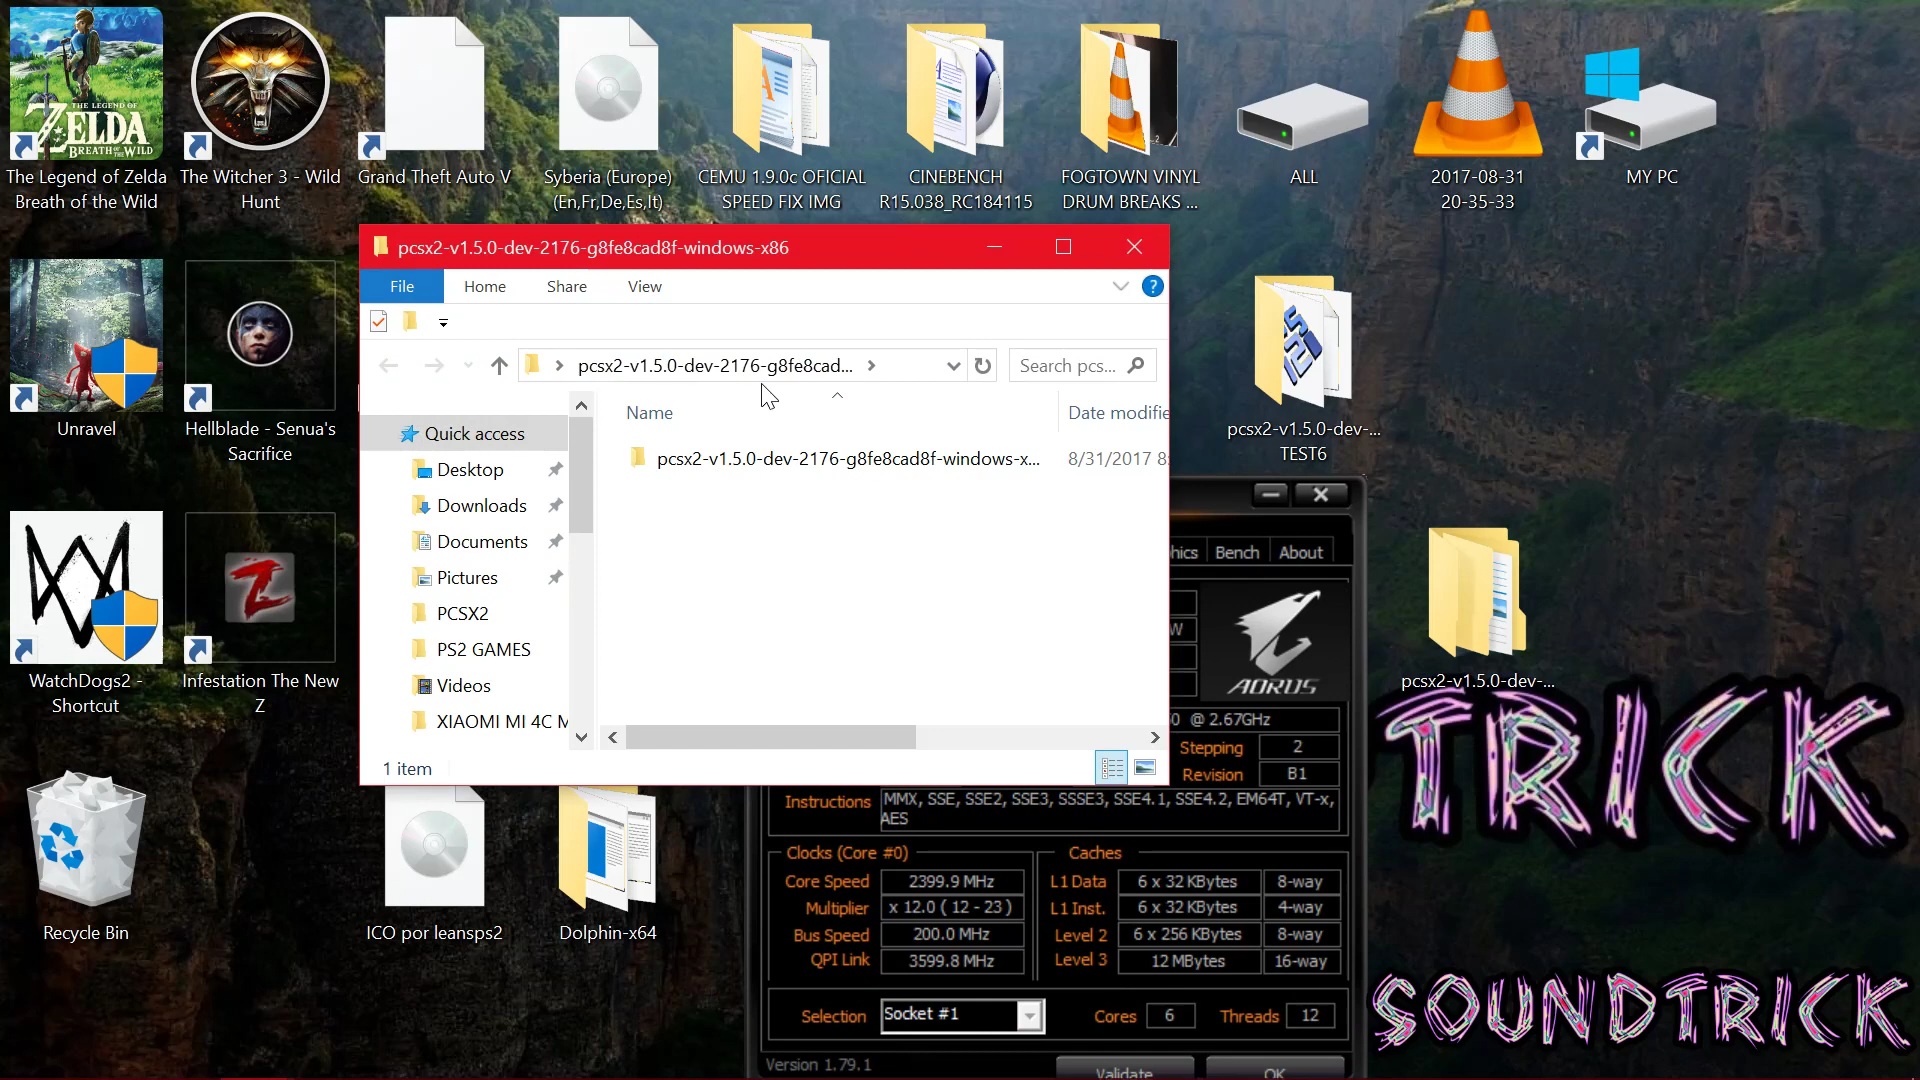 THE LEGEND OF
ZELDA
BREATH OF THE WILD
The Legend of Zelda
Breath of the Wild
The Witcher 3 - Wild
Hunt
Grand Theft Auto V
Syberia (Europe)
(En,Fr,De,Es,It)
CEMU 1.9.0c OFICIAL
SPEED FIX IMG
CINEBENCH
R15.038_RC184115
FOGTOWN VINYL
DRUM BREAKS ...
ALL
2017-08-31
20-35-33
MY PC
pcsx2-v1.5.0-dev-2176-g8fe8cad8f-windows-x86
File
Home
Share
View
?
pcsx2-v1.5.0-dev-2176-g8fe8cad...
Search pcs...
Name
Date modifie
Quick access
pcsx2-v1.5.0-dev-2176-g8fe8cad8f-windows-x...
8/31/2017 8:
Desktop
Downloads
Documents
Pictures
PCSX2
PS2 GAMES
Videos
XIAOMI MI 4C M
1 item
Unravel
Hellblade - Senua's
Sacrifice
pcsx2-v1.5.0-dev-...
TEST6
WatchDogs2 -
Shortcut
Z
Infestation The New
Z
pcsx2-v1.5.0-dev-...
Recycle Bin
ICO por leansps2
Dolphin-x64
hics
Bench
About
W
AORUS
0 @ 2.67GHz
Stepping
2
Revision
B1
Instructions
MMX, SSE, SSE2, SSE3, SSSE3, SSE4.1, SSE4.2, EM64T, VT-x,
AES
Clocks (Core #0)
Caches
Core Speed
2399.9 MHz
L1 Data
6 x 32 KBytes
8-way
Multiplier
x 12.0 ( 12 - 23 )
L1 Inst.
6 x 32 KBytes
4-way
Bus Speed
200.0 MHz
Level 2
6 x 256 KBytes
8-way
QPI Link
3599.8 MHz
Level 3
12 MBytes
16-way
Selection
Socket #1
Cores
6
Threads
12
Version 1.79.1
Validate
OK
TRICK
SOUNDTRICK